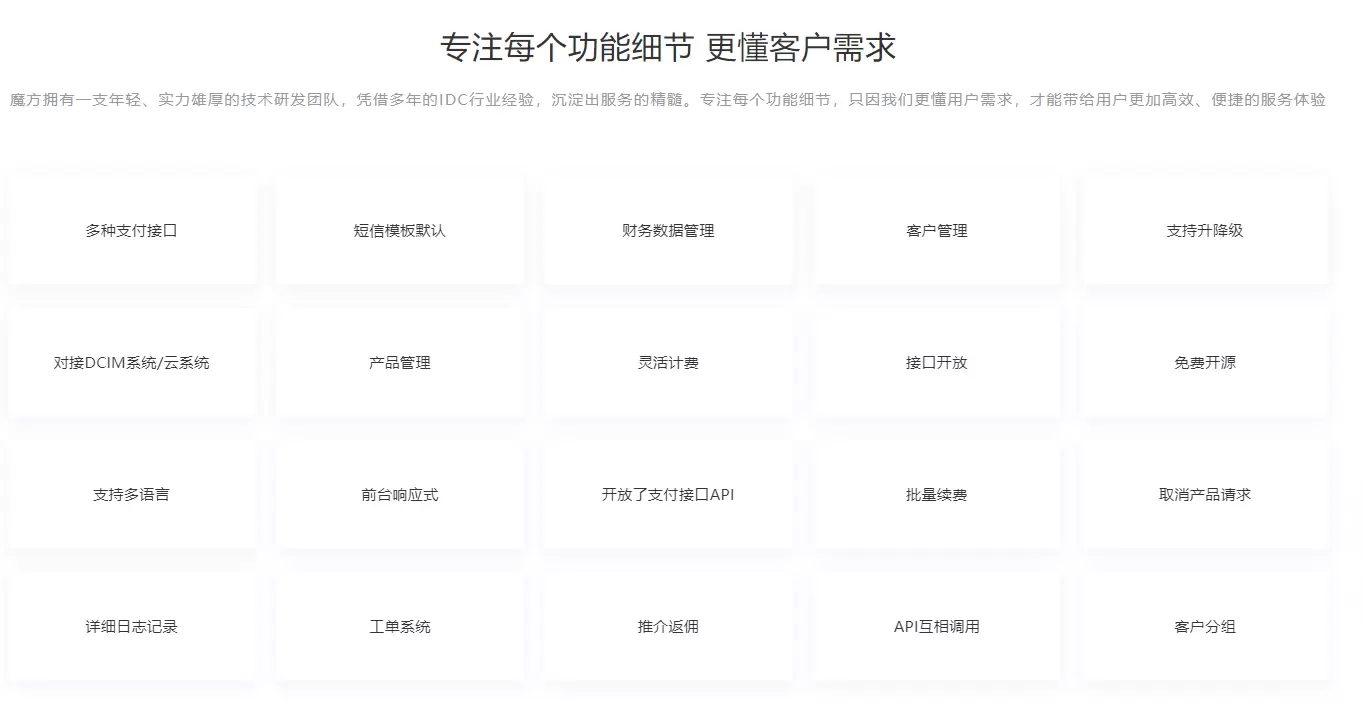 专注每个功能细节 更懂客户需求
魔方拥有一支年轻、实力雄厚的技术研发团队，凭借多年的IDC行业经验，沉淀出服务的精髓。专注每个功能细节，只因我们更懂用户需求，才能带给用户更加高效、便捷的服务体验
多种支付接口 短信模板默认 财务数据管理 客户管理 支持升降级
对接DCIM系统/云系统 产品管理 灵活计费 接口开放 免费开源
支持多语言 前台响应式 开放了支付接口API 批量续费 取消产品请求
详细日志记录 工单系统 推介返佣 API互相调用 客户分组